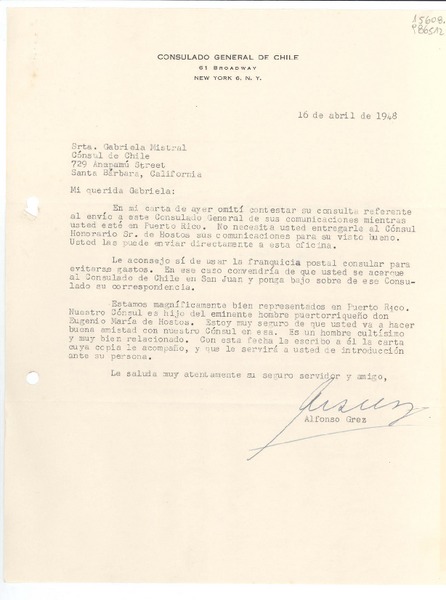 15608.
986512
CONSULADO GENERAL DE CHILE
61 BROADWAY
NEW YORK 6, N. Y.
16 de abril de 1948
Srta. Gabriela Mistral
Cónsul de Chile
729 Anapamú Street
Santa Bárbara, California
Mi querida Gabriela:
En mi carta de ayer omití contestar su consulta referente
al envío a este Consulado General de sus comunicaciones mientras
usted esté en Puerto Rico. No necesita usted entregarle al Cónsul
Honorario Sr. de Hostos sus comunicaciones para su visto bueno.
Usted las puede enviar directamente a esta oficina.
Le aconsejo sí de usar la franquicia postal consular para
evitaras gastos. En ese caso convendría de que usted se acerque
al Consulado de Chile en San Juan y ponga bajo sobre de ese Consu-
lado su correspondencia.
Estamos magníficamente bien representados en Puerto Rico.
Nuestro Cónsul es hijo del eminente hombre puertorriqueño don
Eugenio María de Hostos. Estoy muy seguro de que usted va a hacer
buena amistad con nuestro Cónsul en esa. Es un hombre cultísimo
y muy bien relacionado. Con esta fecha le escribo a él la carta
cuya copia le acompaño, y que le servirá a usted de introducción
ante su persona.
Le saluda muy atentamente su seguro servidor y amigo,
Alfonso Grez